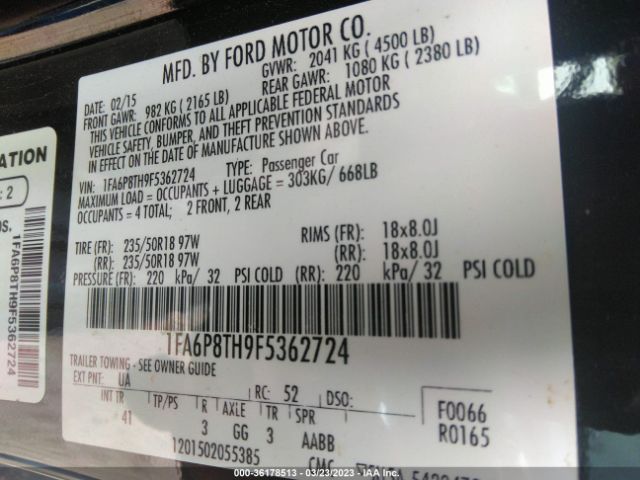 MFD. BY FORD MOTOR CO.
DATE: 02/15 GVWR: 2041 KG (4500 LB)
FRONT GAWR: 982 KG (2165 LB) REAR GAWR: 1080 KG (2380 LB)
THIS VEHICLE CONFORMS TO ALL APPLICABLE FEDERAL MOTOR
VEHICLE SAFETY, BUMPER, AND THEFT PREVENTION STANDARDS
IN EFFECT ON THE DATE OF MANUFACTURE SHOWN ABOVE.
VIN: 1FA6P8TH9F5362724 TYPE: Passenger Car
MAXIMUM LOAD = OCCUPANTS + LUGGAGE = 303KG/ 668LB
OCCUPANTS = 4 TOTAL; 2 FRONT, 2 REAR
TIRE (FR): 235/50R18 97W RIMS (FR): 18x8.0J
(RR): 235/50R18 97W (RR): 18x8.0J
PRESSURE (FR): 220 kPa/ 32 PSI COLD (RR): 220 kPa/ 32 PSI COLD
1FA6P8TH9F5362724
TRAILER TOWING - SEE OWNER GUIDE
EXT PNT: UA RC: 52 DSO:
INT TR TP/PS R AXLE TR SPR F0066
41 3 GG 3 AABB R0165
1201502055385
ATION
: 2
1FA6P8TH9F5362724
000-36178513 - 03/23/2023 - IAAI.COM